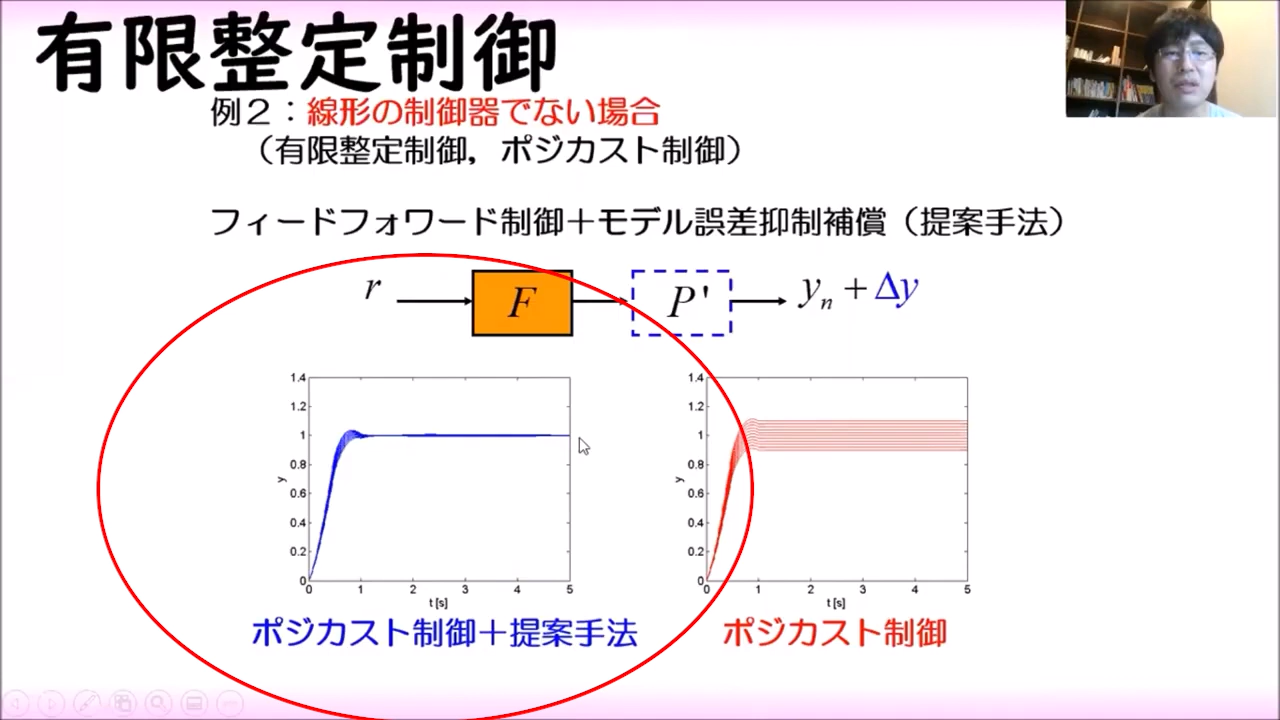 有限整定制御
例２：線形の制御器でない場合
（有限整定制御，ポジカスト制御）
フィードフォワード制御＋モデル誤差抑制補償（提案手法）
r F P' yn + Δy
1.4
1.2
1
0.8
0.6
0.4
0.2
0
y
0 1 2 3 4 5
t [s]
ポジカスト制御＋提案手法
1.4
1.2
1
0.8
0.6
0.4
0.2
0
y
0 1 2 3 4 5
t [s]
ポジカスト制御